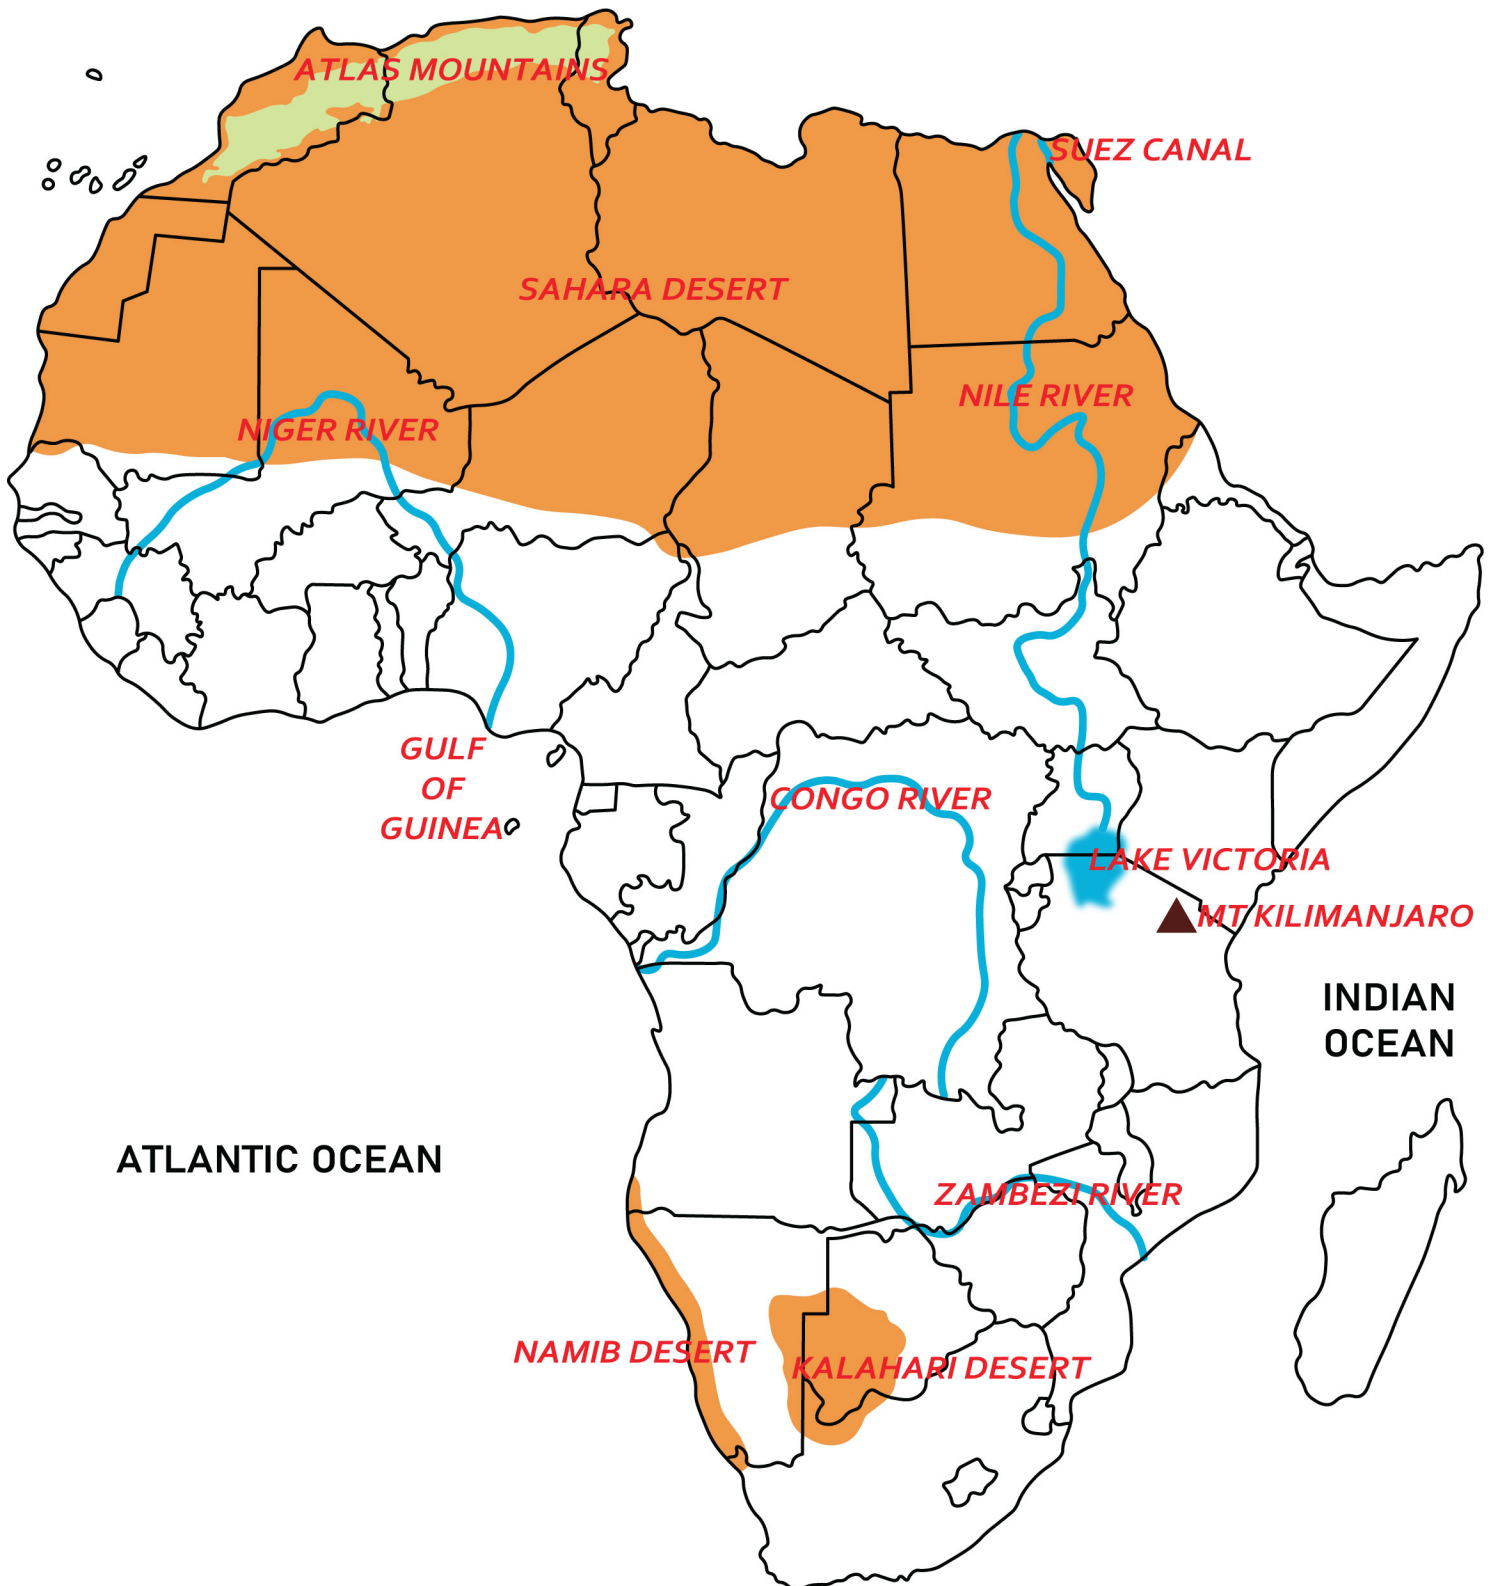 ATLAS MOUNTAINS
SUEZ CANAL
SAHARA DESERT
NILE RIVER
NIGER RIVER
GULF
OF
GUINEA
CONGO RIVER
LAKE VICTORIA
MT KILIMANJARO
INDIAN
OCEAN
ATLANTIC OCEAN
ZAMBEZI RIVER
NAMIB DESERT
KALAHARI DESERT